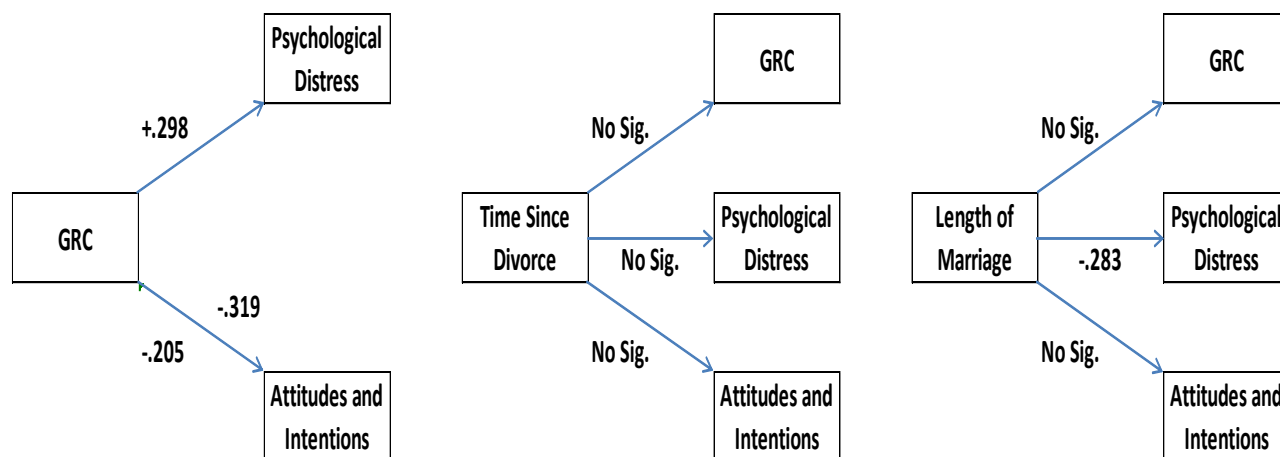 Psychological
Distress
+.298
GRC
-.319
-.205
Attitudes and
Intentions
GRC
No Sig.
Time Since
Divorce
No Sig.
Psychological
Distress
No Sig.
Attitudes and
Intentions
GRC
No Sig.
Length of
Marriage
-.283
Psychological
Distress
No Sig.
Attitudes and
Intentions